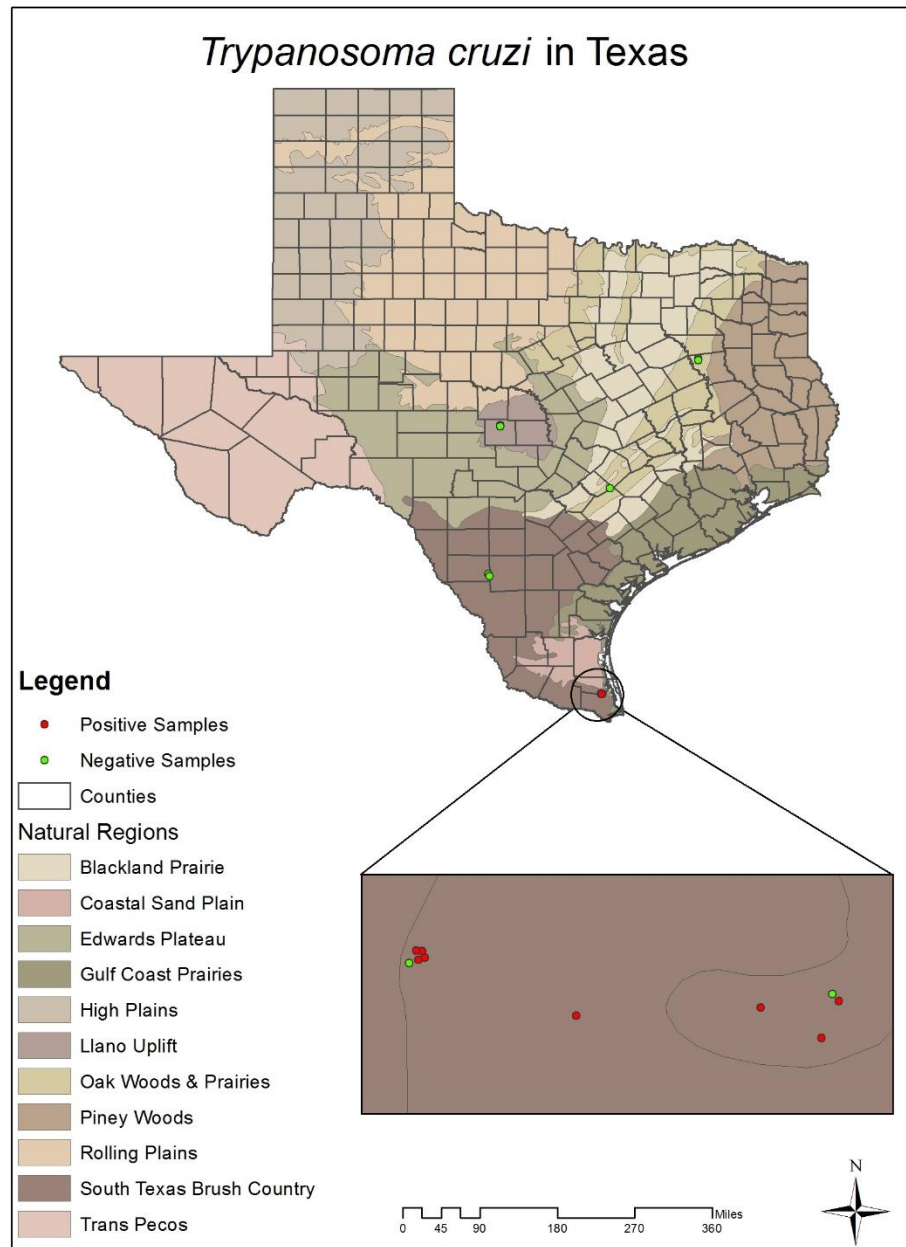 Trypanosoma cruzi in Texas
Legend
Positive Samples
Negative Samples
Counties
Natural Regions
Blackland Prairie
Coastal Sand Plain
Edwards Plateau
Gulf Coast Prairies
High Plains
Llano Uplift
Oak Woods & Prairies
Piney Woods
Rolling Plains
South Texas Brush Country
Trans Pecos
Miles
0 45 90 180 270 360
N